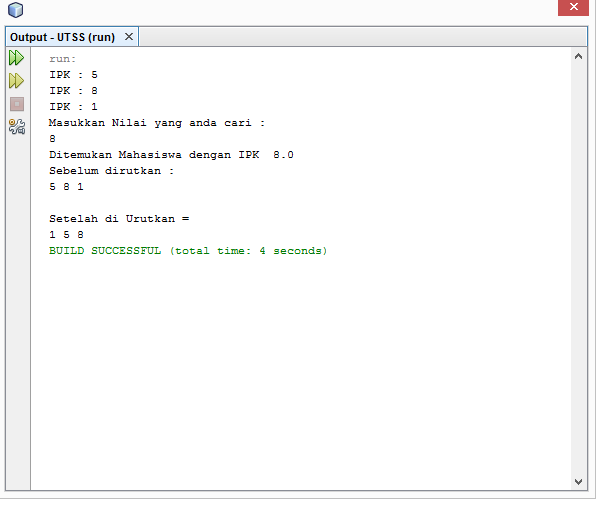 Output - UTSS (run)
run:
IPK : 5
IPK : 8
IPK : 1
Masukkan Nilai yang anda cari :
8
Ditemukan Mahasiswa dengan IPK  8.0
Sebelum dirutkan :
5 8 1
Setelah di Urutkan =
1 5 8
BUILD SUCCESSFUL (total time: 4 seconds)